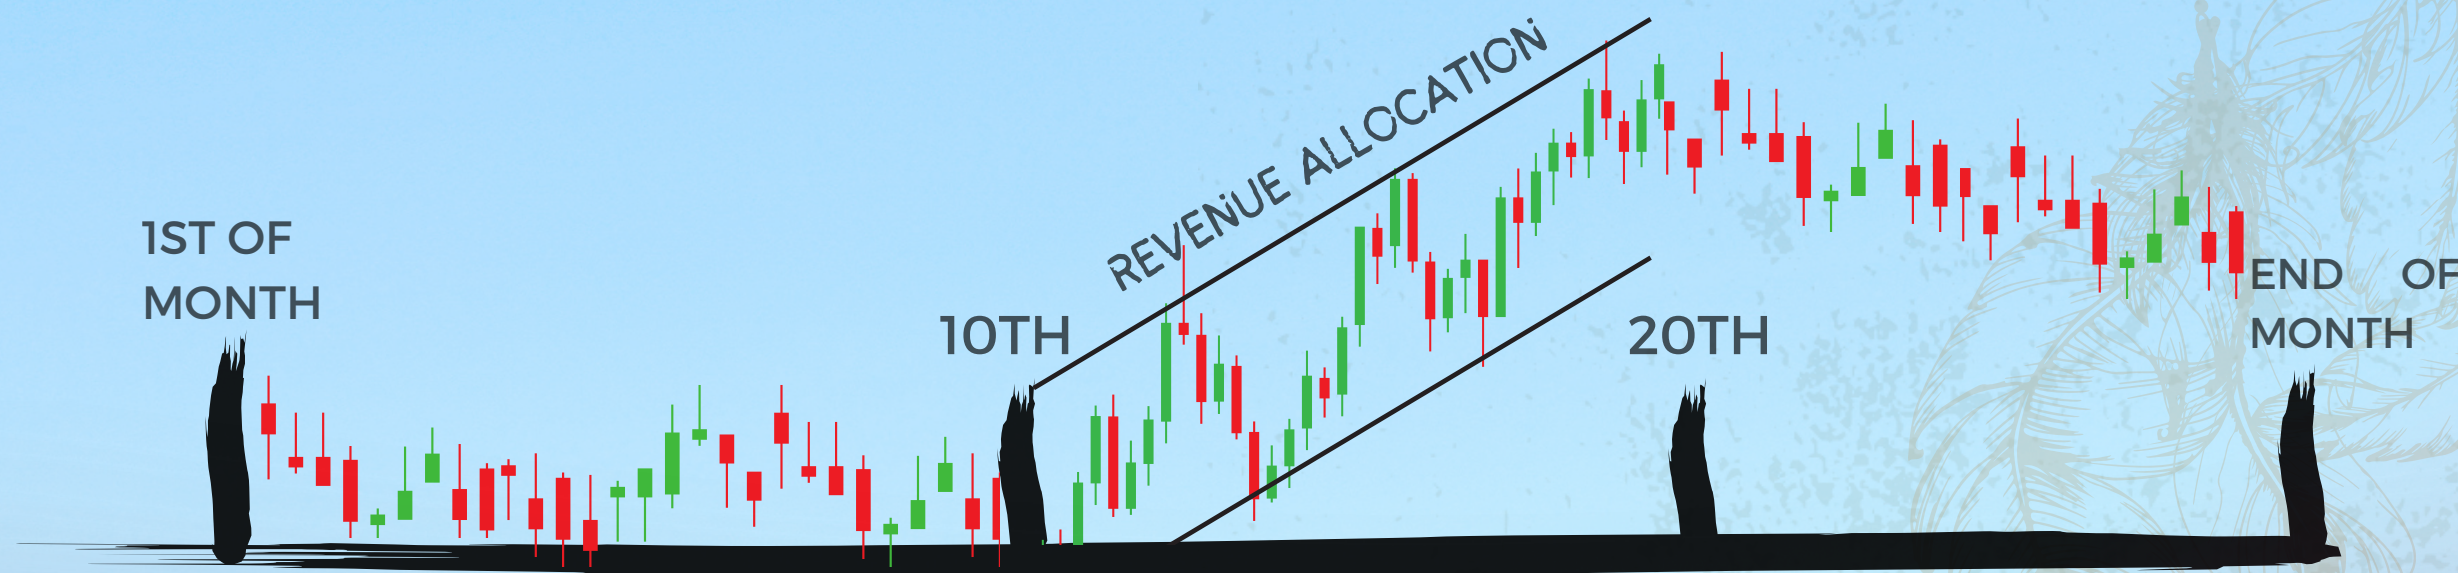 1ST OF
MONTH
10TH
REVENUE ALLOCATION
20TH
END OF
MONTH